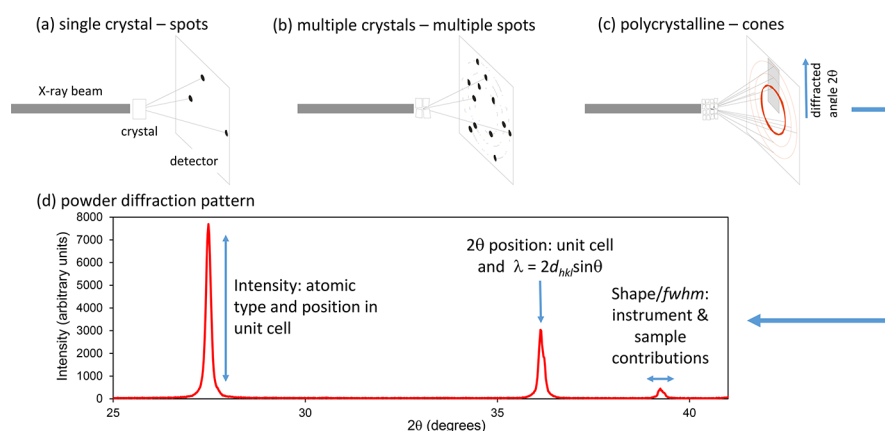 (a) single crystal – spots
(b) multiple crystals – multiple spots
(c) polycrystalline – cones
X-ray beam
crystal
detector
diffracted
angle 2θ
(d) powder diffraction pattern
8000
7000
6000
5000
4000
3000
2000
1000
0
Intensity (arbitrary units)
Intensity: atomic
type and position in
unit cell
2θ position: unit cell
and λ = 2dhklsinθ
Shape/fwhm:
instrument &
sample
contributions
25
30
35
40
2θ (degrees)